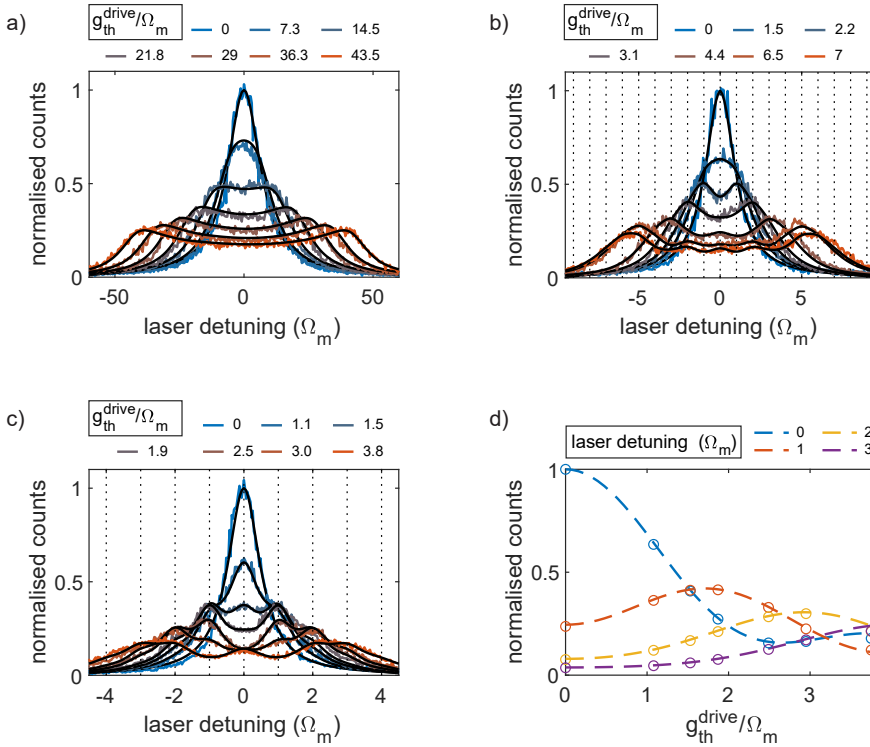 a)
g_th^drive/Ω_m
0 7.3 14.5
21.8 29 36.3 43.5
1
0.5
0
normalised counts
-50 0 50
laser detuning (Ω_m)
b)
g_th^drive/Ω_m
0 1.5 2.2
3.1 4.4 6.5 7
1
0.5
0
normalised counts
-5 0 5
laser detuning (Ω_m)
c)
g_th^drive/Ω_m
0 1.1 1.5
1.9 2.5 3.0 3.8
1
0.5
0
normalised counts
-4 -2 0 2 4
laser detuning (Ω_m)
d)
laser detuning (Ω_m)
0 2
1 3
1
0.5
0
normalised counts
0 1 2 3
g_th^drive/Ω_m